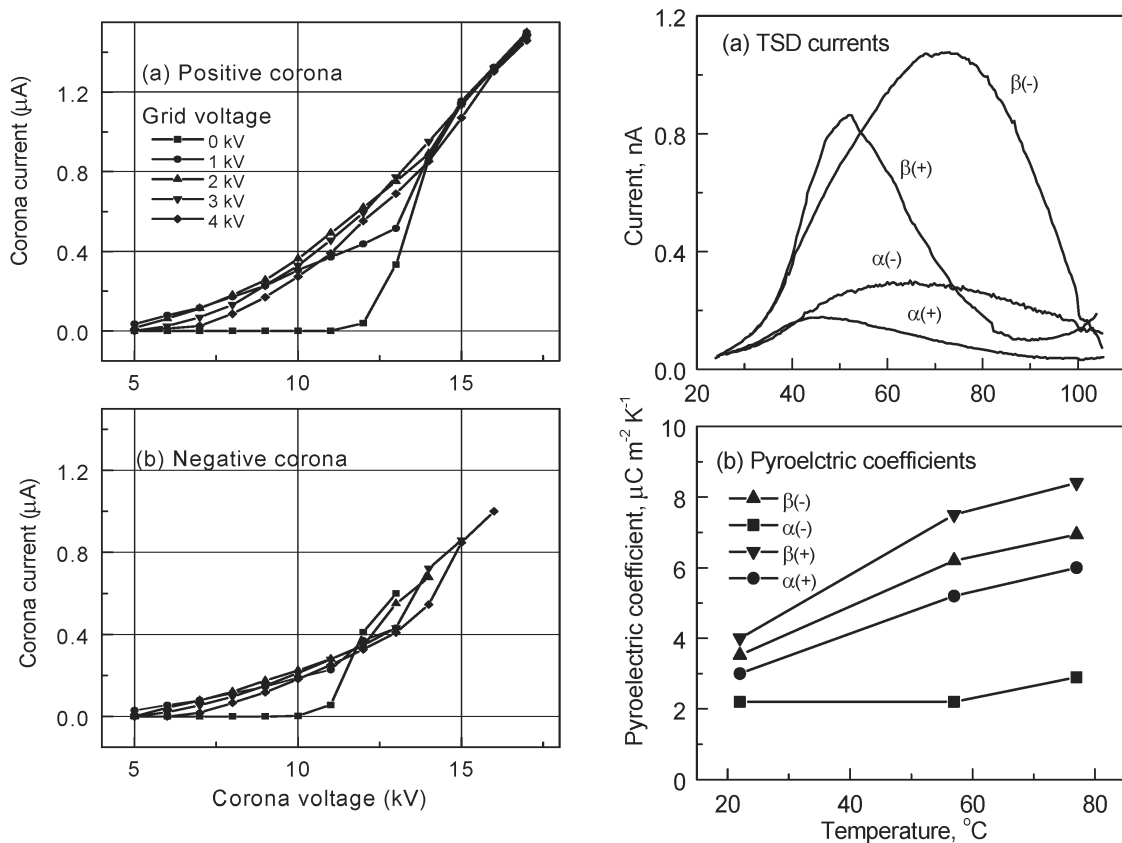 (a) Positive corona
Grid voltage
0 kV
1 kV
2 kV
3 kV
4 kV
Corona current (μA)
1.2
0.8
0.4
0.0
5
10
15
(b) Negative corona
Corona current (μA)
1.2
0.8
0.4
0.0
5
10
15
Corona voltage (kV)
(a) TSD currents
β(-)
β(+)
α(-)
α(+)
Current, nA
1.2
0.8
0.4
0.0
20
40
60
80
100
(b) Pyroelctric coefficients
β(-)
α(-)
β(+)
α(+)
Pyroelectric coefficient, μC m⁻² K⁻¹
10
8
6
4
2
0
20
40
60
80
Temperature, °C